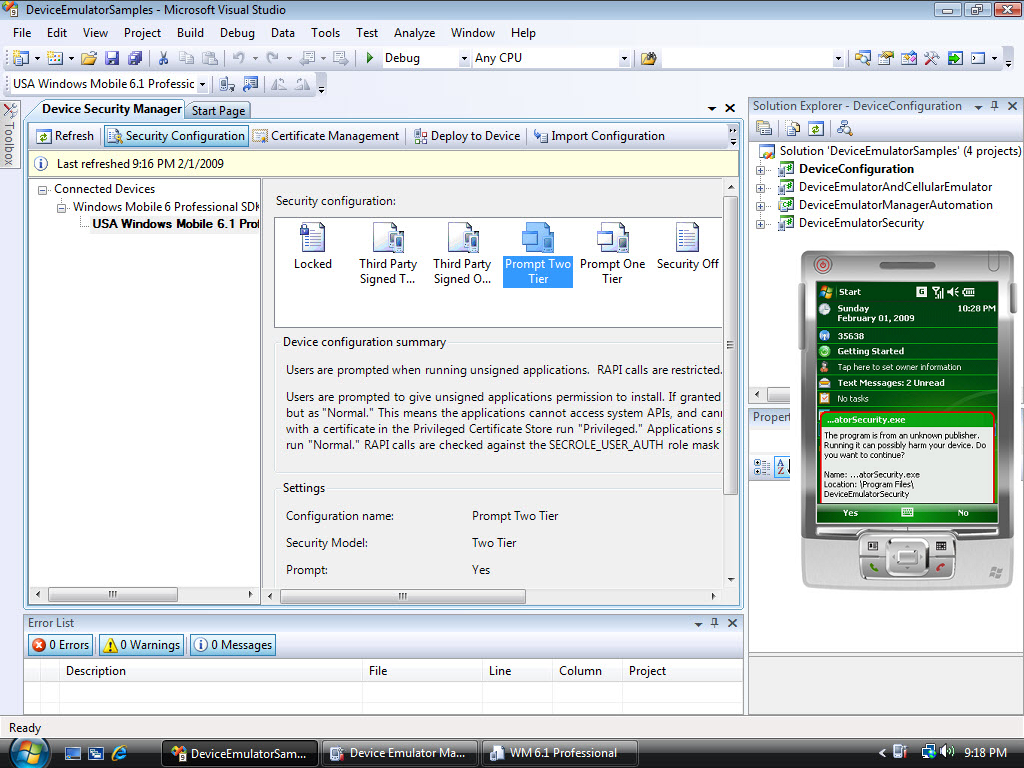 DeviceEmulatorSamples - Microsoft Visual Studio
File Edit View Project Build Debug Data Tools Test Analyze Window Help
Debug Any CPU
USA Windows Mobile 6.1 Professic
Toolbox
Device Security Manager Start Page
Refresh Security Configuration Certificate Management Deploy to Device Import Configuration
Last refreshed 9:16 PM 2/1/2009
Connected Devices
Windows Mobile 6 Professional SDK
USA Windows Mobile 6.1 Prof
Security configuration:
Locked
Third Party Signed T...
Third Party Signed O...
Prompt Two Tier
Prompt One Tier
Security Off
Device configuration summary
Users are prompted when running unsigned applications. RAPI calls are restricted.
Users are prompted to give unsigned applications permission to install. If granted
but as "Normal." This means the applications cannot access system APIs, and can
with a certificate in the Privileged Certificate Store run "Privileged." Applications s
run "Normal." RAPI calls are checked against the SECROLE_USER_AUTH role mask
Settings
Configuration name: Prompt Two Tier
Security Model: Two Tier
Prompt: Yes
Solution Explorer - DeviceConfiguration
Solution 'DeviceEmulatorSamples' (4 projects)
DeviceConfiguration
DeviceEmulatorAndCellularEmulator
DeviceEmulatorManagerAutomation
DeviceEmulatorSecurity
Propert
Start
Sunday 10:28 PM
February 01, 2009
35638
Getting Started
Tap here to set owner information
Text Messages: 2 Unread
No tasks
...atorSecurity.exe
The program is from an unknown publisher.
Running it can possibly harm your device. Do
you want to continue?
Name: ...atorSecurity.exe
Location: \Program Files\
DeviceEmulatorSecurity
Yes No
Error List
0 Errors 0 Warnings 0 Messages
Description File Line Column Project
Ready
DeviceEmulatorSam... Device Emulator Ma... WM 6.1 Professional 9:18 PM